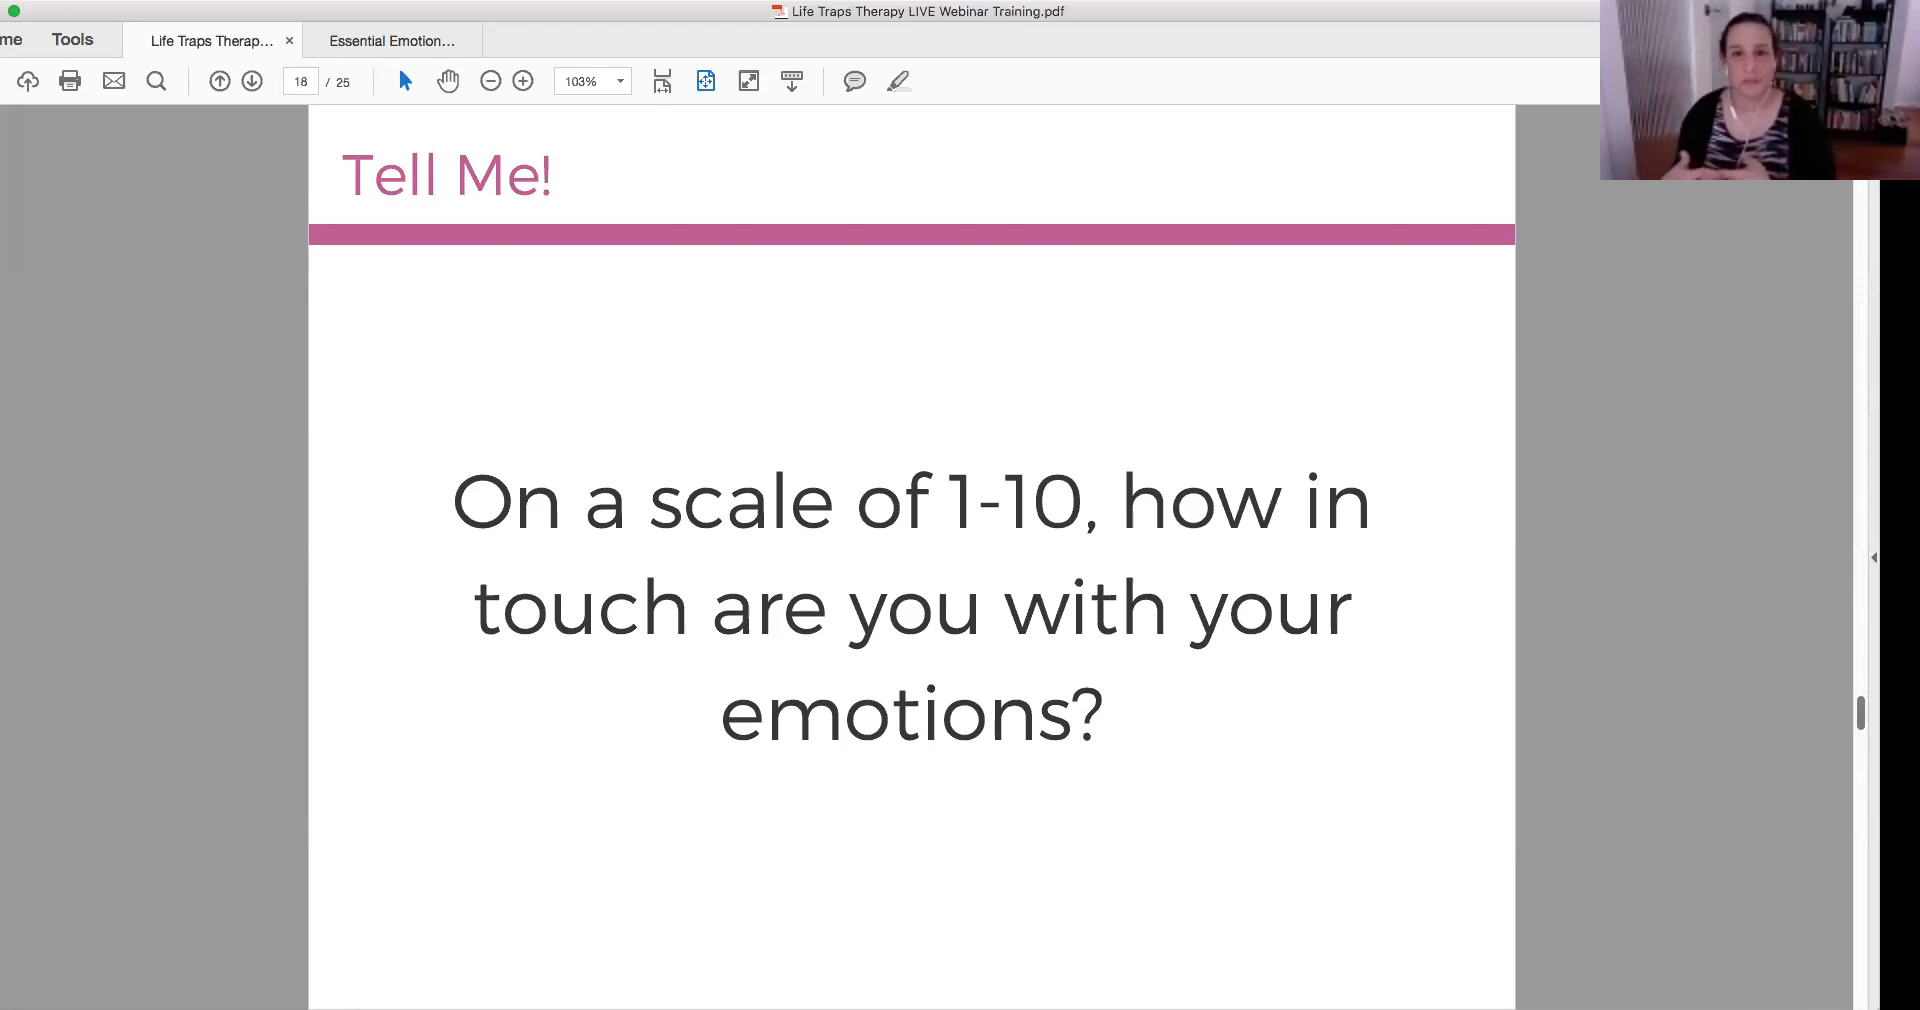 Life Traps Therapy LIVE Webinar Training.pdf
me
Tools
Life Traps Therap...
×
Essential Emotion...
18 / 25
103%
Tell Me!
On a scale of 1-10, how in
touch are you with your
emotions?